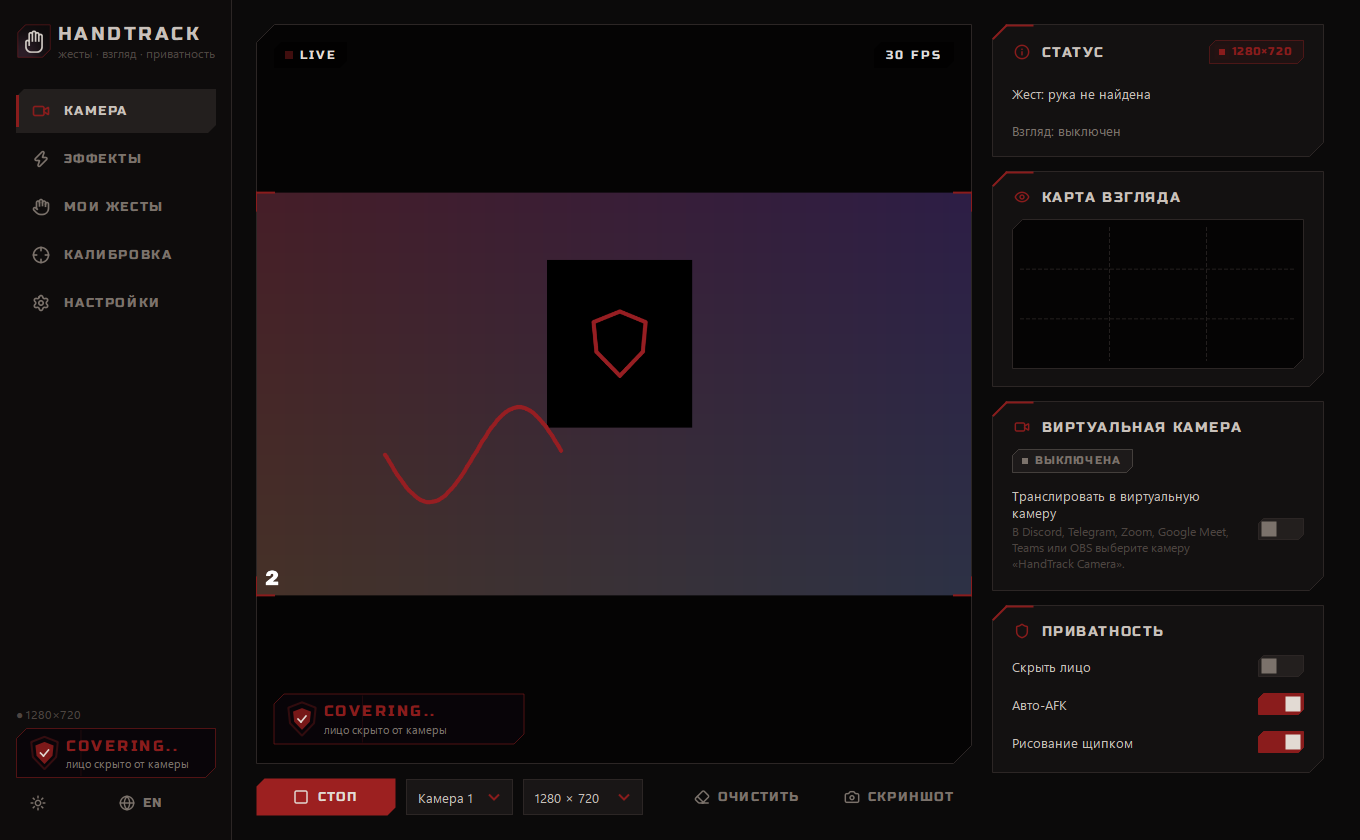 HANDTRACK
жесты · взгляд · приватность
КАМЕРА
ЭФФЕКТЫ
МОИ ЖЕСТЫ
КАЛИБРОВКА
НАСТРОЙКИ
1280×720
COVERING..
лицо скрыто от камеры
EN
LIVE
30 FPS
2
COVERING..
лицо скрыто от камеры
СТОП
Камера 1
1280 × 720
ОЧИСТИТЬ
СКРИНШОТ
СТАТУС
1280×720
Жест: рука не найдена
Взгляд: выключен
КАРТА ВЗГЛЯДА
ВИРТУАЛЬНАЯ КАМЕРА
ВЫКЛЮЧЕНА
Транслировать в виртуальную
камеру
В Discord, Telegram, Zoom, Google Meet,
Teams или OBS выберите камеру
«HandTrack Camera».
ПРИВАТНОСТЬ
Скрыть лицо
Авто-AFK
Рисование щипком